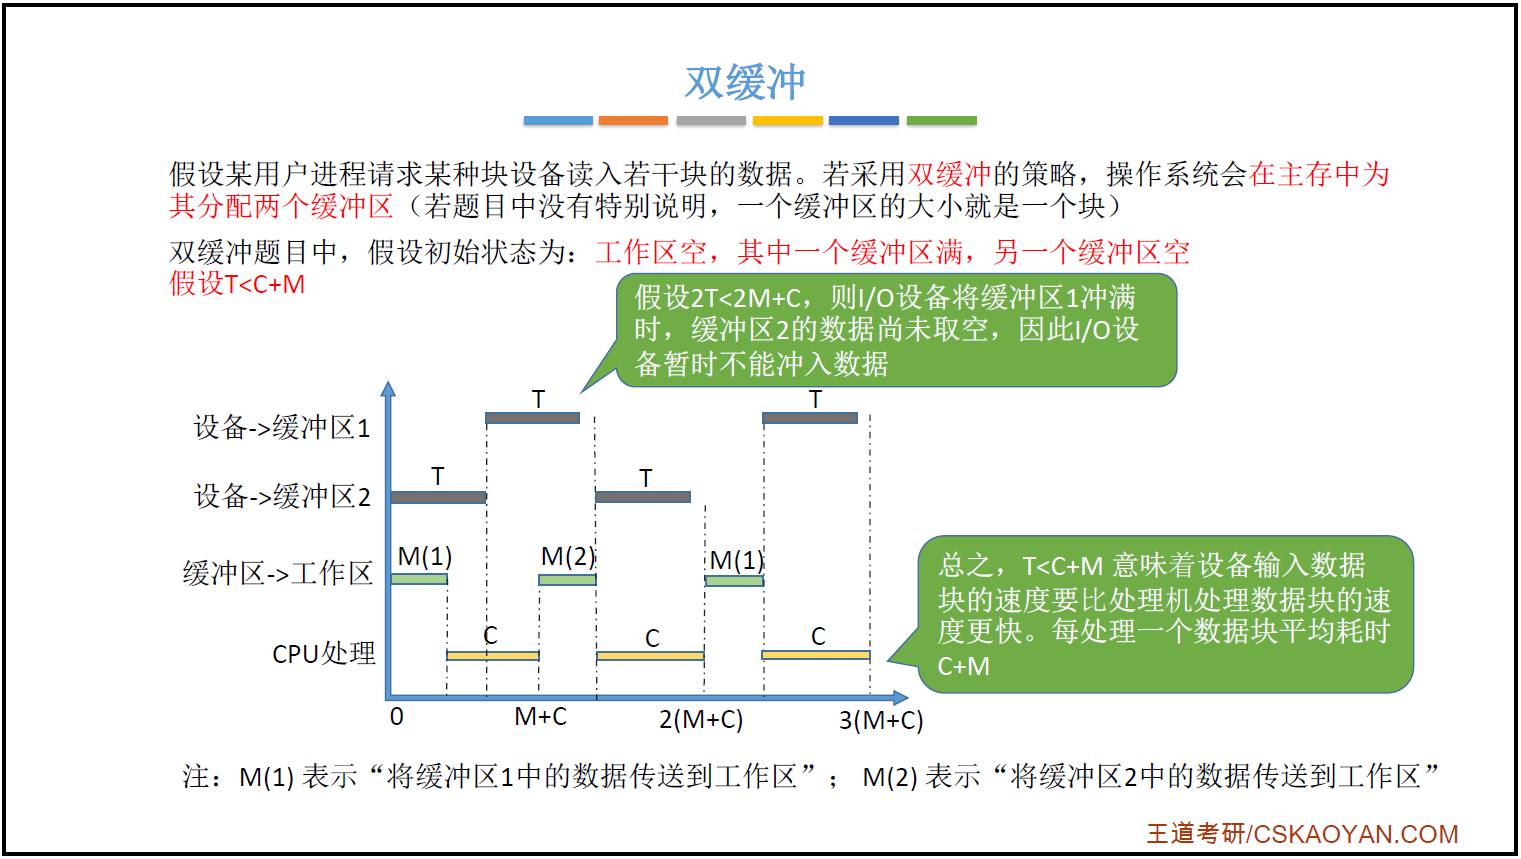 双缓冲
假设某用户进程请求某种块设备读入若干块的数据。若采用双缓冲的策略，操作系统会在主存中为
其分配两个缓冲区（若题目中没有特别说明，一个缓冲区的大小就是一个块）
双缓冲题目中，假设初始状态为：工作区空，其中一个缓冲区满，另一个缓冲区空
假设T<C+M
假设2T<2M+C，则I/O设备将缓冲区1冲满
时，缓冲区2的数据尚未取空，因此I/O设
备暂时不能冲入数据
T
T
设备->缓冲区1
T
T
设备->缓冲区2
M(1)
M(2)
M(1)
缓冲区->工作区
C
C
C
CPU处理
总之，T<C+M 意味着设备输入数据
块的速度要比处理机处理数据块的速
度更快。每处理一个数据块平均耗时
C+M
0
M+C
2(M+C)
3(M+C)
注：M(1) 表示“将缓冲区1中的数据传送到工作区”； M(2) 表示“将缓冲区2中的数据传送到工作区”
王道考研/CSKAOYAN.COM